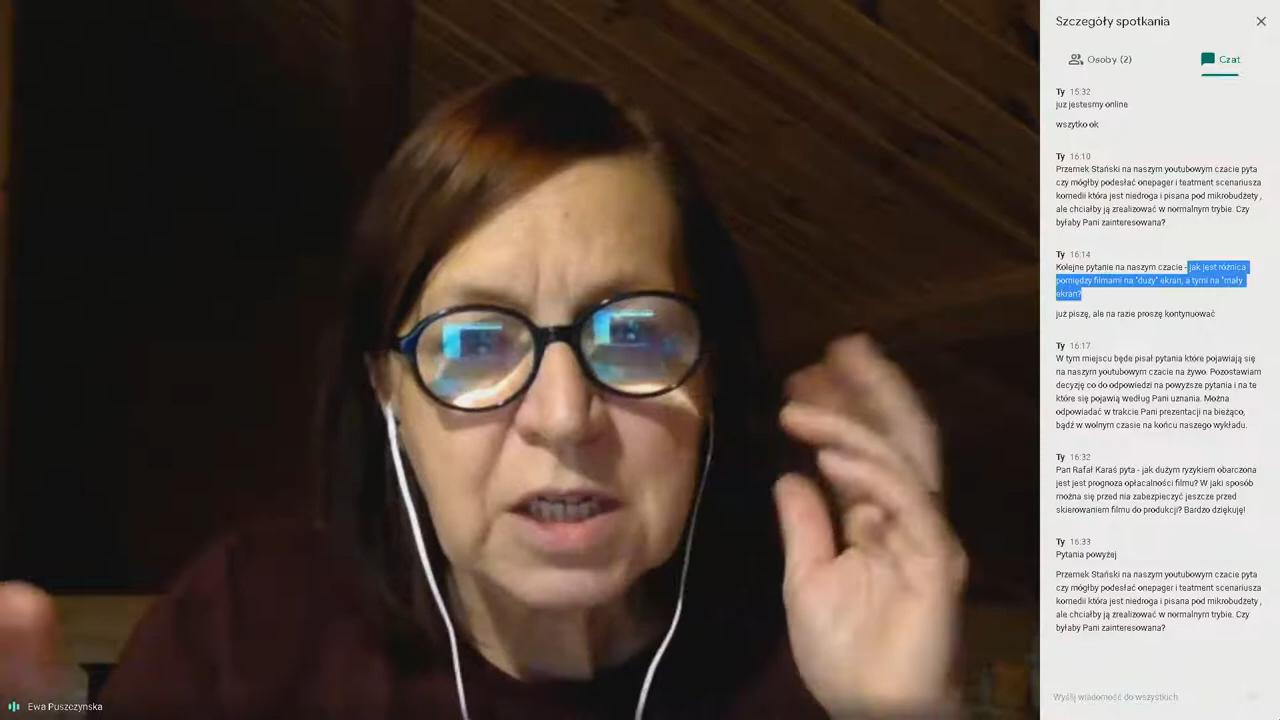 Szczegóły spotkania
Osoby (2)
Czat
Ty 15:32
juz jestesmy online
wszytko ok
Ty 16:10
Przemek Stański na naszym youtubowym czacie pyta
czy mógłby podesłać onepager i teatment scenariusza
komedii która jest niedroga i pisana pod mikrobudżety ,
ale chciałby ją zrealizować w normalnym trybie. Czy
byłaby Pani zainteresowana?
Ty 16:14
Kolejne pytanie na naszym czacie - jak jest różnica
pomiędzy filmami na "duży" ekran, a tymi na "mały
ekran?
już piszę, ale na razie proszę kontynuować
Ty 16:17
W tym miejscu będe pisał pytania które pojawiają się
na naszym youtubowym czacie na żywo. Pozostawiam
decyzję co do odpowiedzi na powyższe pytania i na te
które się pojawią według Pani uznania. Można
odpowiadać w trakcie Pani prezentacji na bieżąco,
bądź w wolnym czasie na końcu naszego wykładu.
Ty 16:32
Pan Rafał Karaś pyta - jak dużym ryzykiem obarczona
jest jest prognoza opłacalności filmu? W jaki sposób
można się przed nia zabezpieczyć jeszcze przed
skierowaniem filmu do produkcji? Bardzo dziękuję!
Ty 16:33
Pytania powyżej
Przemek Stański na naszym youtubowym czacie pyta
czy mógłby podesłać onepager i teatment scenariusza
komedii która jest niedroga i pisana pod mikrobudżety ,
ale chciałby ją zrealizować w normalnym trybie. Czy
byłaby Pani zainteresowana?
Wyślij wiadomość do wszystkich
Ewa Puszczynska